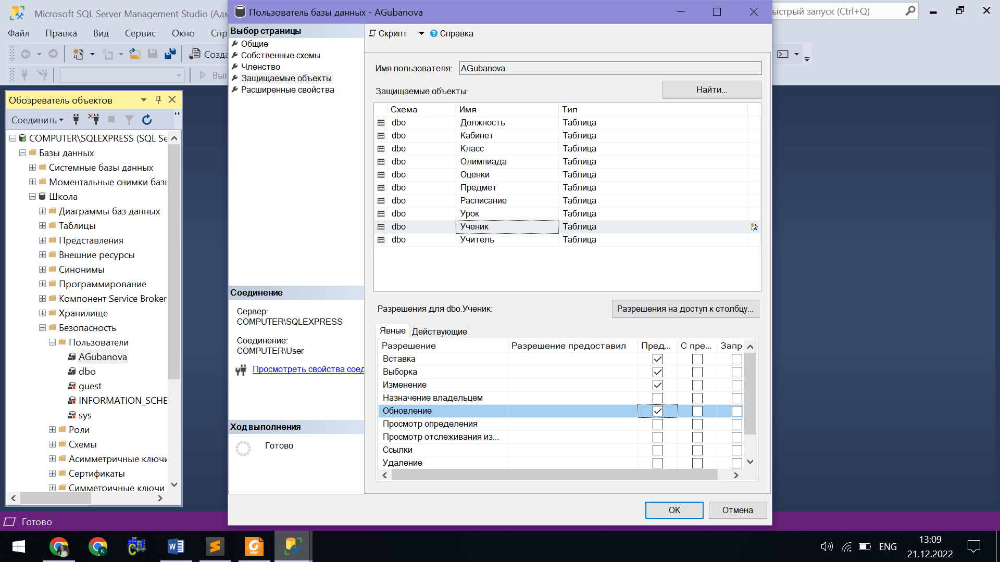 Microsoft SQL Server Management Studio (Адм
Пользователь базы данных - AGubanova
ыстрый запуск (Ctrl+Q)
Файл Правка Вид Сервис Окно Спр
Созда
Вып
Обозреватель объектов
Соединить
COMPUTER\SQLEXPRESS (SQL Se
Базы данных
Системные базы данных
Моментальные снимки базы
Школа
Диаграммы баз данных
Таблицы
Представления
Внешние ресурсы
Синонимы
Программирование
Компонент Service Broker
Хранилище
Безопасность
Пользователи
AGubanova
dbo
guest
INFORMATION_SCHE
sys
Роли
Схемы
Асимметричные ключи
Сертификаты
Симметричные ключи
Готово
Выбор страницы
Общие
Собственные схемы
Членство
Защищаемые объекты
Расширенные свойства
Соединение
Сервер:
COMPUTER\SQLEXPRESS
Соединение:
COMPUTER\User
Просмотреть свойства соед
Ход выполнения
Готово
Скрипт Справка
Имя пользователя: AGubanova
Защищаемые объекты: Найти...
Схема Имя Тип
dbo Должность Таблица
dbo Кабинет Таблица
dbo Класс Таблица
dbo Олимпиада Таблица
dbo Оценки Таблица
dbo Предмет Таблица
dbo Расписание Таблица
dbo Урок Таблица
dbo Ученик Таблица
dbo Учитель Таблица
Разрешения для dbo.Ученик: Разрешения на доступ к столбцу...
Явные Действующие
Разрешение Разрешение предоставил Пред... С пре... Запр.
Вставка
Выборка
Изменение
Назначение владельцем
Обновление
Просмотр определения
Просмотр отслеживания из...
Ссылки
Удаление
OK Отмена
C++
K
PDF
ENG
13:09
21.12.2022